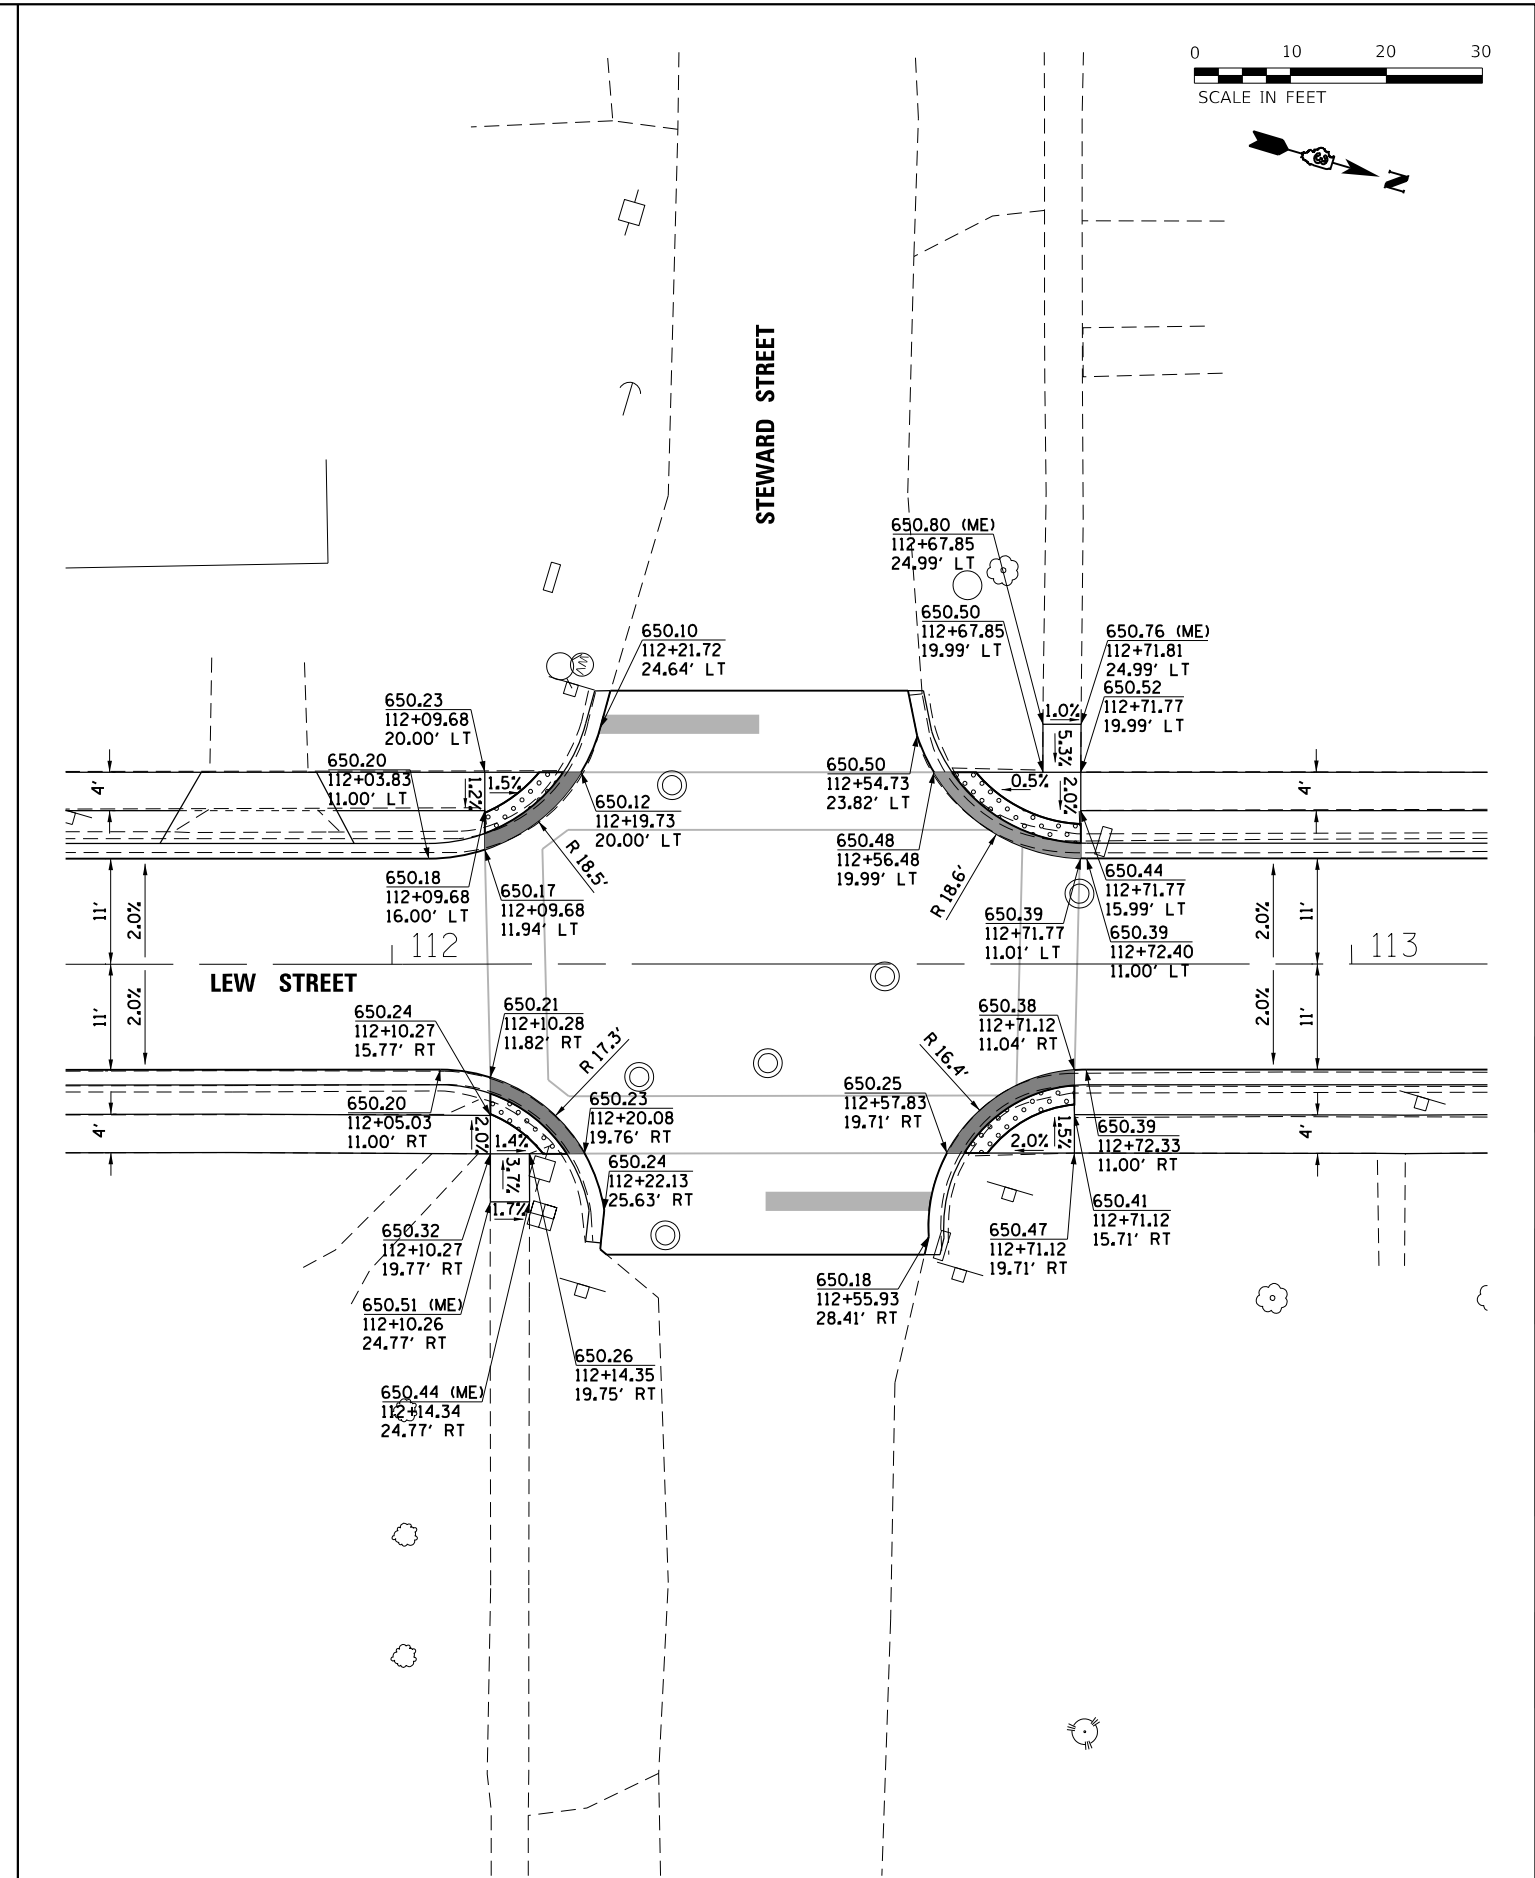 0 10 20 30
SCALE IN FEET
3
N
STEWARD STREET
650.80 (ME)
112+67.85
24.99' LT
650.50
112+67.85
19.99' LT
650.76 (ME)
112+71.81
24.99' LT
650.52
112+71.77
19.99' LT
650.10
112+21.72
24.64' LT
650.23
112+09.68
20.00' LT
650.20
112+03.83
11.00' LT
1.0%
5.3%
4'
1.2%
1.5%
650.12
112+19.73
20.00' LT
650.50
112+54.73
23.82' LT
0.5%
2.0%
4'
R 18.5'
650.48
112+56.48
19.99' LT
R 18.6'
650.18
112+09.68
16.00' LT
650.17
112+09.68
11.94' LT
650.44
112+71.77
15.99' LT
650.39
112+71.77
11.01' LT
650.39
112+72.40
11.00' LT
11'
2.0%
112
2.0%
11'
113
LEW STREET
11'
2.0%
650.24
112+10.27
15.77' RT
650.21
112+10.28
11.82' RT
R 17.3'
650.38
112+71.12
11.04' RT
R 16.4'
2.0%
11'
650.20
112+05.03
11.00' RT
650.23
112+20.08
19.76' RT
650.25
112+57.83
19.71' RT
4'
2.0%
1.4%
3.7%
1.7%
2.0%
1.5%
650.39
112+72.33
11.00' RT
4'
650.24
112+22.13
25.63' RT
650.41
112+71.12
15.71' RT
650.32
112+10.27
19.77' RT
650.47
112+71.12
19.71' RT
650.18
112+55.93
28.41' RT
650.51 (ME)
112+10.26
24.77' RT
650.26
112+14.35
19.75' RT
650.44 (ME)
112+14.34
24.77' RT